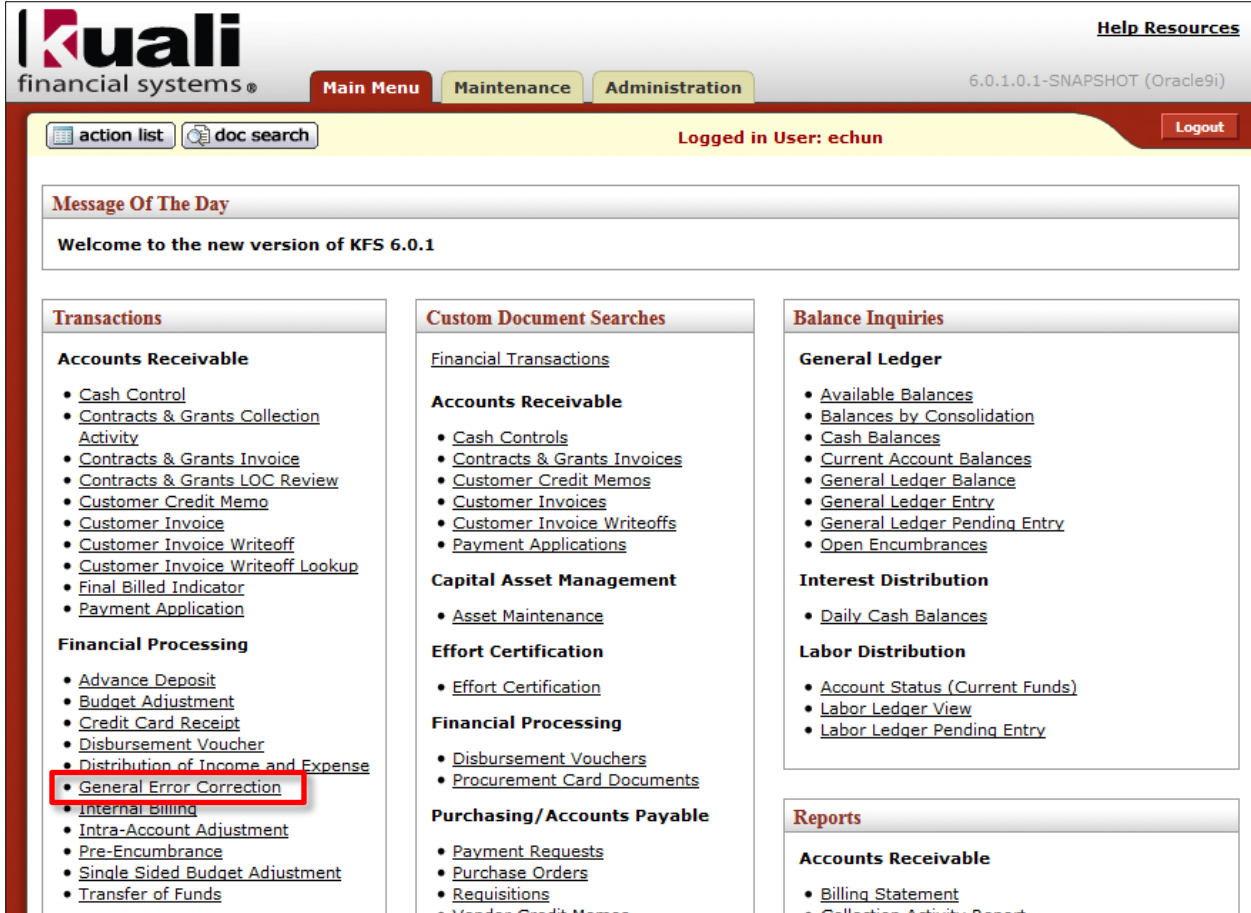 kuali
financial systems®
Help Resources
Main Menu
Maintenance
Administration
6.0.1.0.1-SNAPSHOT (Oracle9i)
action list
doc search
Logged in User: echun
Logout
Message Of The Day
Welcome to the new version of KFS 6.0.1
Transactions
Accounts Receivable
• Cash Control
• Contracts & Grants Collection
Activity
• Contracts & Grants Invoice
• Contracts & Grants LOC Review
• Customer Credit Memo
• Customer Invoice
• Customer Invoice Writeoff
• Customer Invoice Writeoff Lookup
• Final Billed Indicator
• Payment Application
Financial Processing
• Advance Deposit
• Budget Adjustment
• Credit Card Receipt
• Disbursement Voucher
• Distribution of Income and Expense
• General Error Correction
• Internal Billing
• Intra-Account Adjustment
• Pre-Encumbrance
• Single Sided Budget Adjustment
• Transfer of Funds
Custom Document Searches
Financial Transactions
Accounts Receivable
• Cash Controls
• Contracts & Grants Invoices
• Customer Credit Memos
• Customer Invoices
• Customer Invoice Writeoffs
• Payment Applications
Capital Asset Management
• Asset Maintenance
Effort Certification
• Effort Certification
Financial Processing
• Disbursement Vouchers
• Procurement Card Documents
Purchasing/Accounts Payable
• Payment Requests
• Purchase Orders
• Requisitions
• Vendor Credit Memos
Balance Inquiries
General Ledger
• Available Balances
• Balances by Consolidation
• Cash Balances
• Current Account Balances
• General Ledger Balance
• General Ledger Entry
• General Ledger Pending Entry
• Open Encumbrances
Interest Distribution
• Daily Cash Balances
Labor Distribution
• Account Status (Current Funds)
• Labor Ledger View
• Labor Ledger Pending Entry
Reports
Accounts Receivable
• Billing Statement
• Collection Activity Report